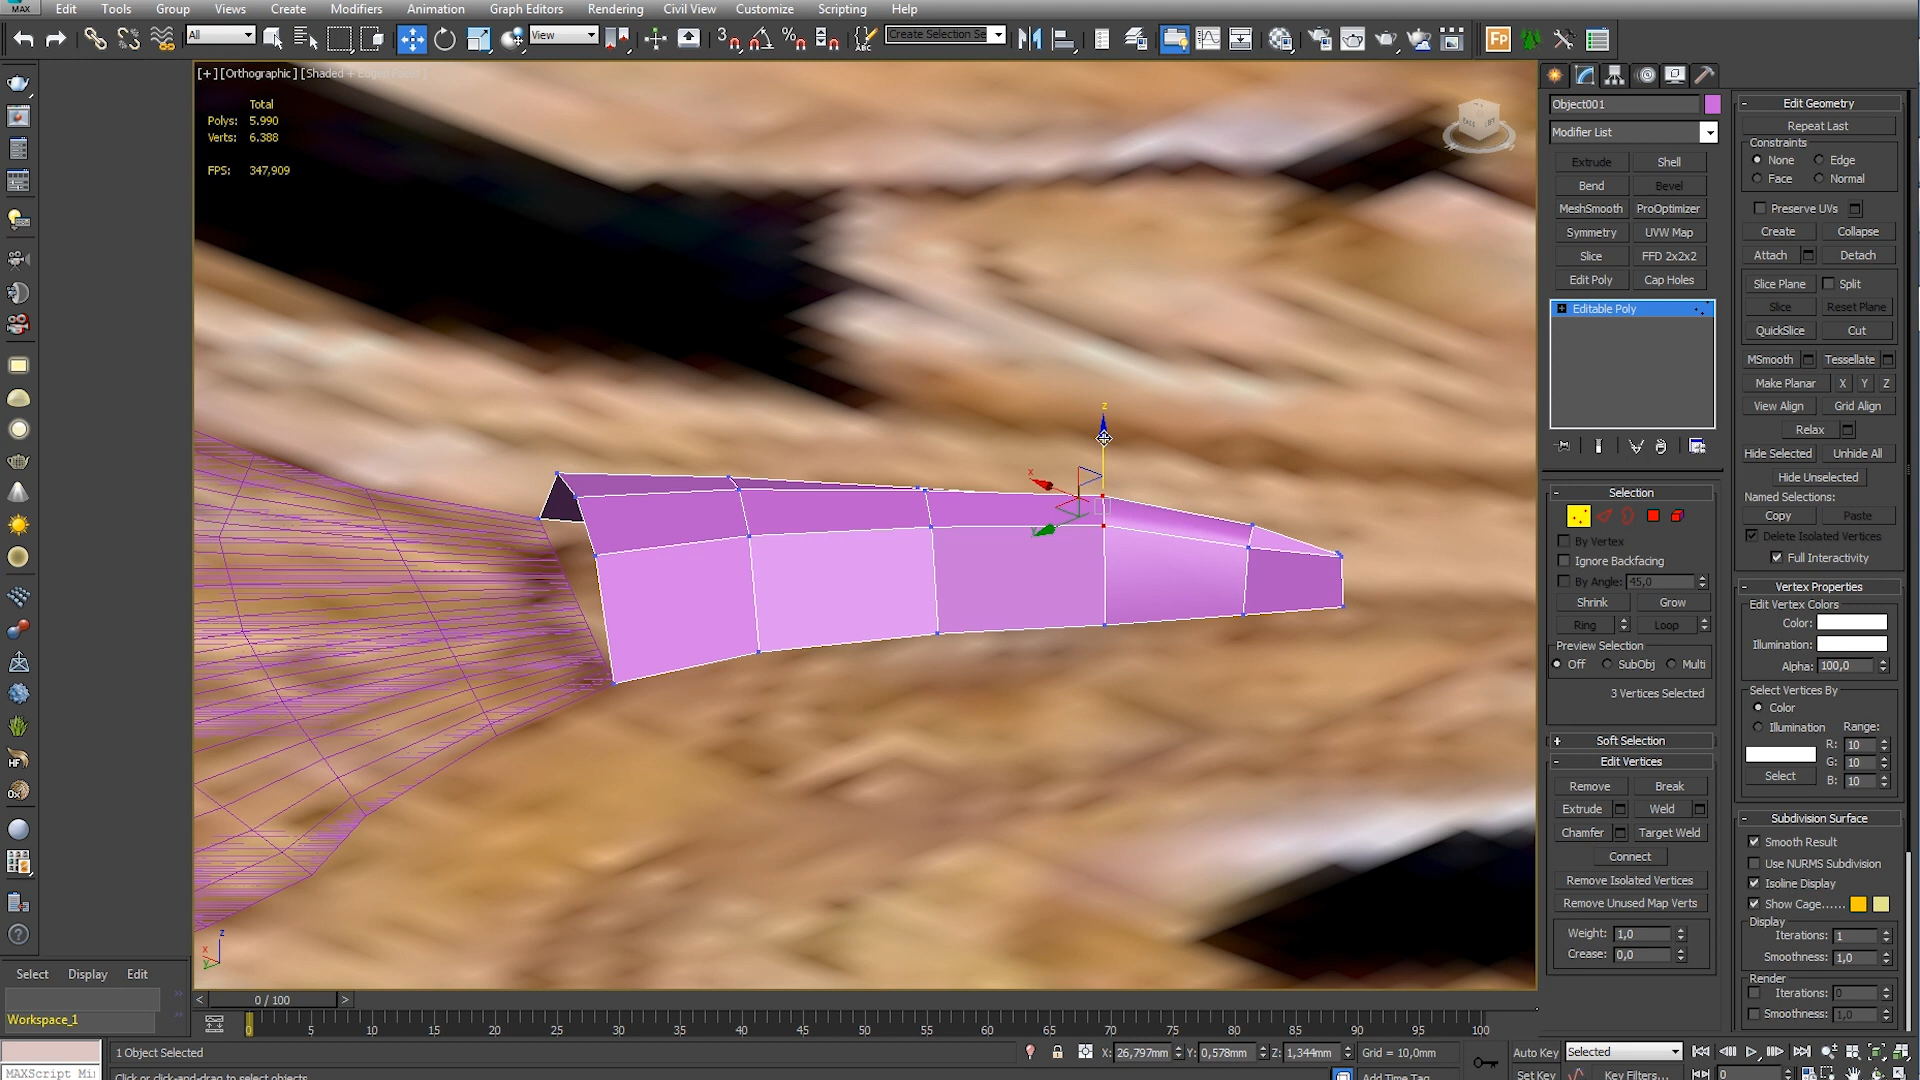 MAX Edit Tools Group Views Create Modifiers Animation Graph Editors Rendering Civil View Customize Scripting Help
All View 3 ABC Create Selection Se Fp
[+] [Orthographic] [Shaded +
Total
Polys: 5.990
Verts: 6.388
FPS: 347,909
z
x
z
x
y
HF
Ox
Select Display Edit
Workspace_1
Object001
Modifier List
Extrude Shell
Bend Bevel
MeshSmooth ProOptimizer
Symmetry UVW Map
Slice FFD 2x2x2
Edit Poly Cap Holes
Editable Poly
- Selection
By Vertex
Ignore Backfacing
By Angle: 45,0
Shrink Grow
Ring Loop
Preview Selection
Off SubObj Multi
3 Vertices Selected
+ Soft Selection
- Edit Vertices
Remove Break
Extrude Weld
Chamfer Target Weld
Connect
Remove Isolated Vertices
Remove Unused Map Verts
Weight: 1,0
Crease: 0,0
- Edit Geometry
Repeat Last
Constraints
None Edge
Face Normal
Preserve UVs
Create Collapse
Attach Detach
Slice Plane Split
Slice Reset Plane
QuickSlice Cut
MSmooth Tessellate
Make Planar X Y Z
View Align Grid Align
Relax
Hide Selected Unhide All
Hide Unselected
Named Selections:
Copy Paste
Delete Isolated Vertices
Full Interactivity
- Vertex Properties
Edit Vertex Colors
Color:
Illumination:
Alpha: 100,0
Select Vertices By
Color
Illumination Range:
R: 10
G: 10
Select B: 10
- Subdivision Surface
Smooth Result
Use NURMS Subdivision
Isoline Display
Show Cage......
Display
Iterations: 1
Smoothness: 1,0
Render
Iterations: 0
Smoothness: 1,0
< 0 / 100 >
0 5 10 15 20 25 30 35 40 45 50 55 60 65 70 75 80 85 90 95 100
1 Object Selected X: 26,797mm Y: 0,578mm Z: 1,344mm Grid = 10,0mm Auto Key Selected
MAXScript Mi Click or click-and-drag to select objects Add Time Tag Set Key Key Filters... 0